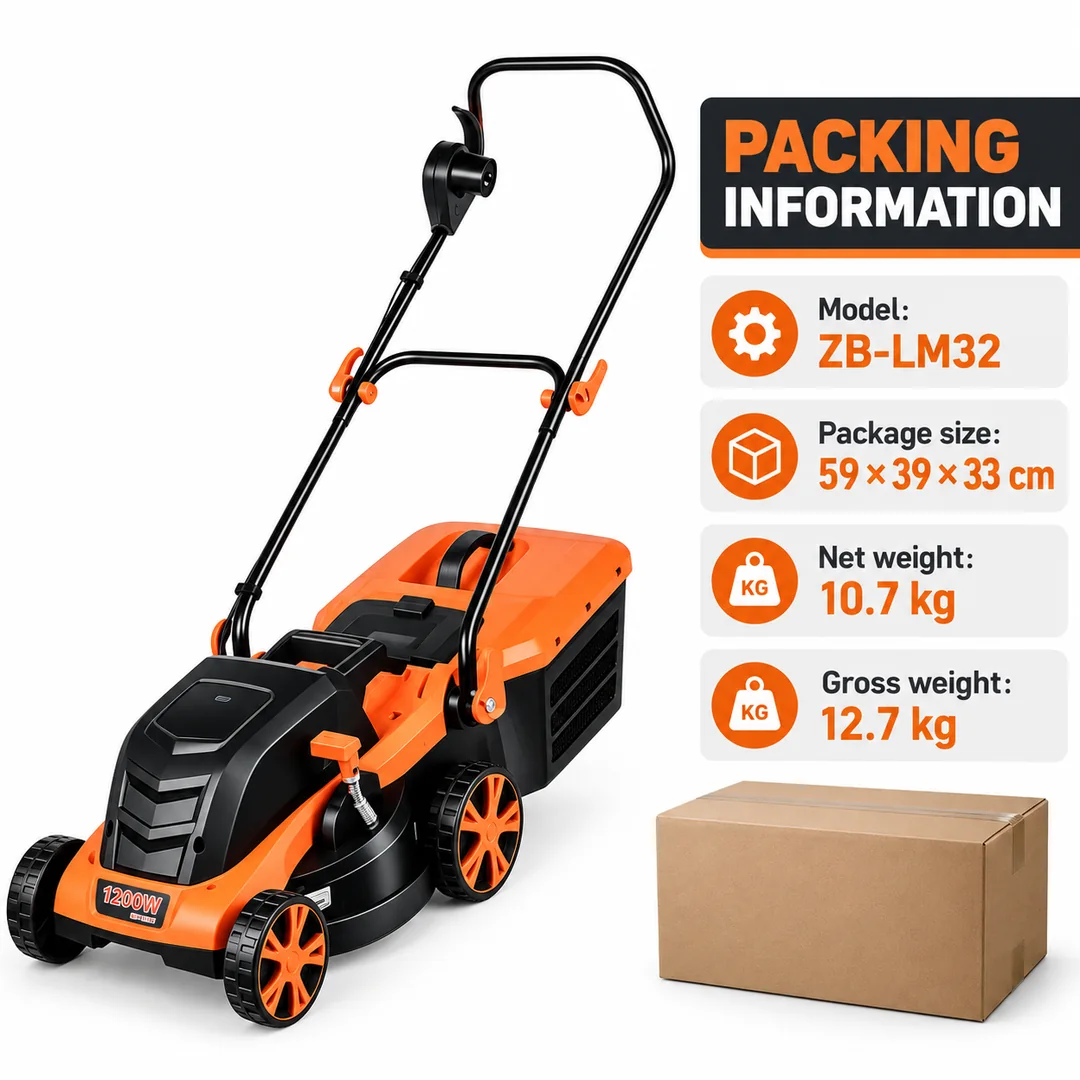 PACKING
INFORMATION
Model:
ZB-LM32
Package size:
59 × 39 × 33 cm
KG
Net weight:
10.7 kg
KG
Gross weight:
12.7 kg
1200W